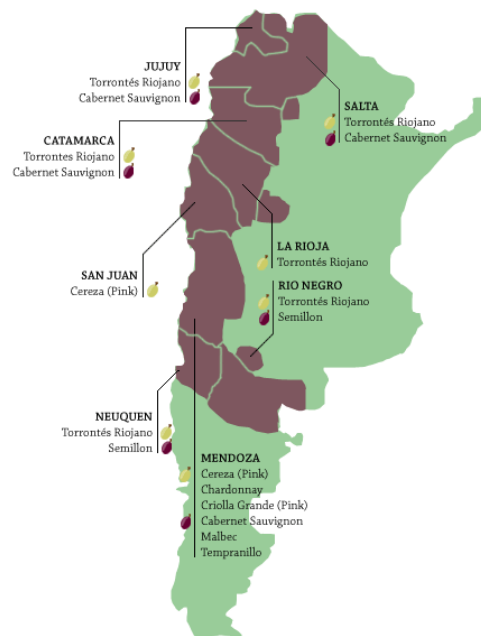 JUJUY
Torrontés Riojano
Cabernet Sauvignon
SALTA
Torrontés Riojano
Cabernet Sauvignon
CATAMARCA
Torrontes Riojano
Cabernet Sauvignon
LA RIOJA
Torrontés Riojano
SAN JUAN
Cereza (Pink)
RIO NEGRO
Torrontés Riojano
Semillon
NEUQUEN
Torrontés Riojano
Semillon
MENDOZA
Cereza (Pink)
Chardonnay
Criolla Grande (Pink)
Cabernet Sauvignon
Malbec
Tempranillo